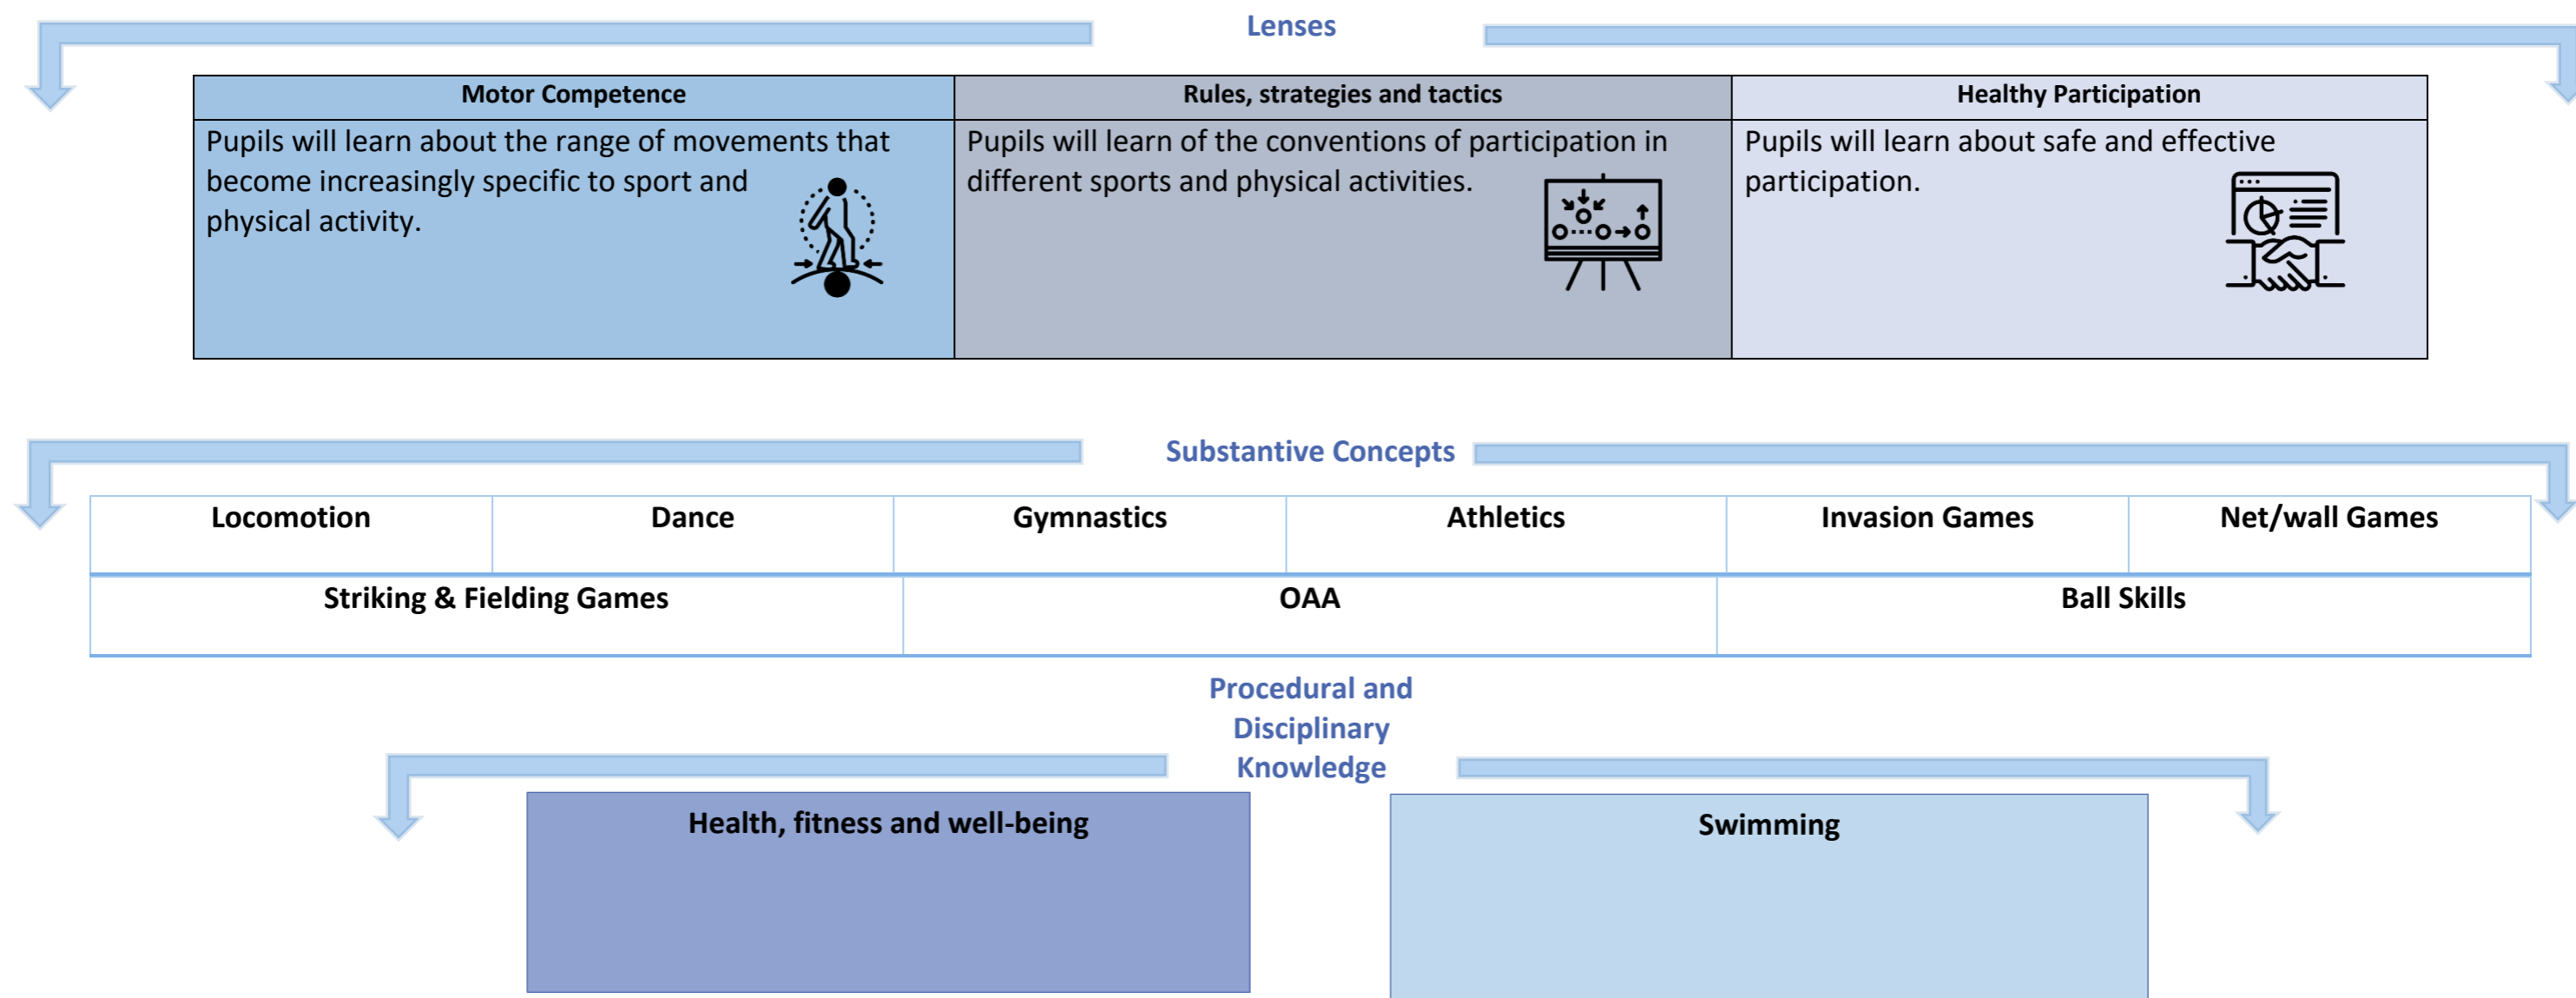 Lenses
Motor Competence
Rules, strategies and tactics
Healthy Participation
Pupils will learn about the range of movements that
become increasingly specific to sport and
physical activity.
Pupils will learn of the conventions of participation in
different sports and physical activities.
Pupils will learn about safe and effective
participation.
Substantive Concepts
Locomotion
Dance
Gymnastics
Athletics
Invasion Games
Net/wall Games
Striking & Fielding Games
OAA
Ball Skills
Procedural and
Disciplinary
Knowledge
Health, fitness and well-being
Swimming